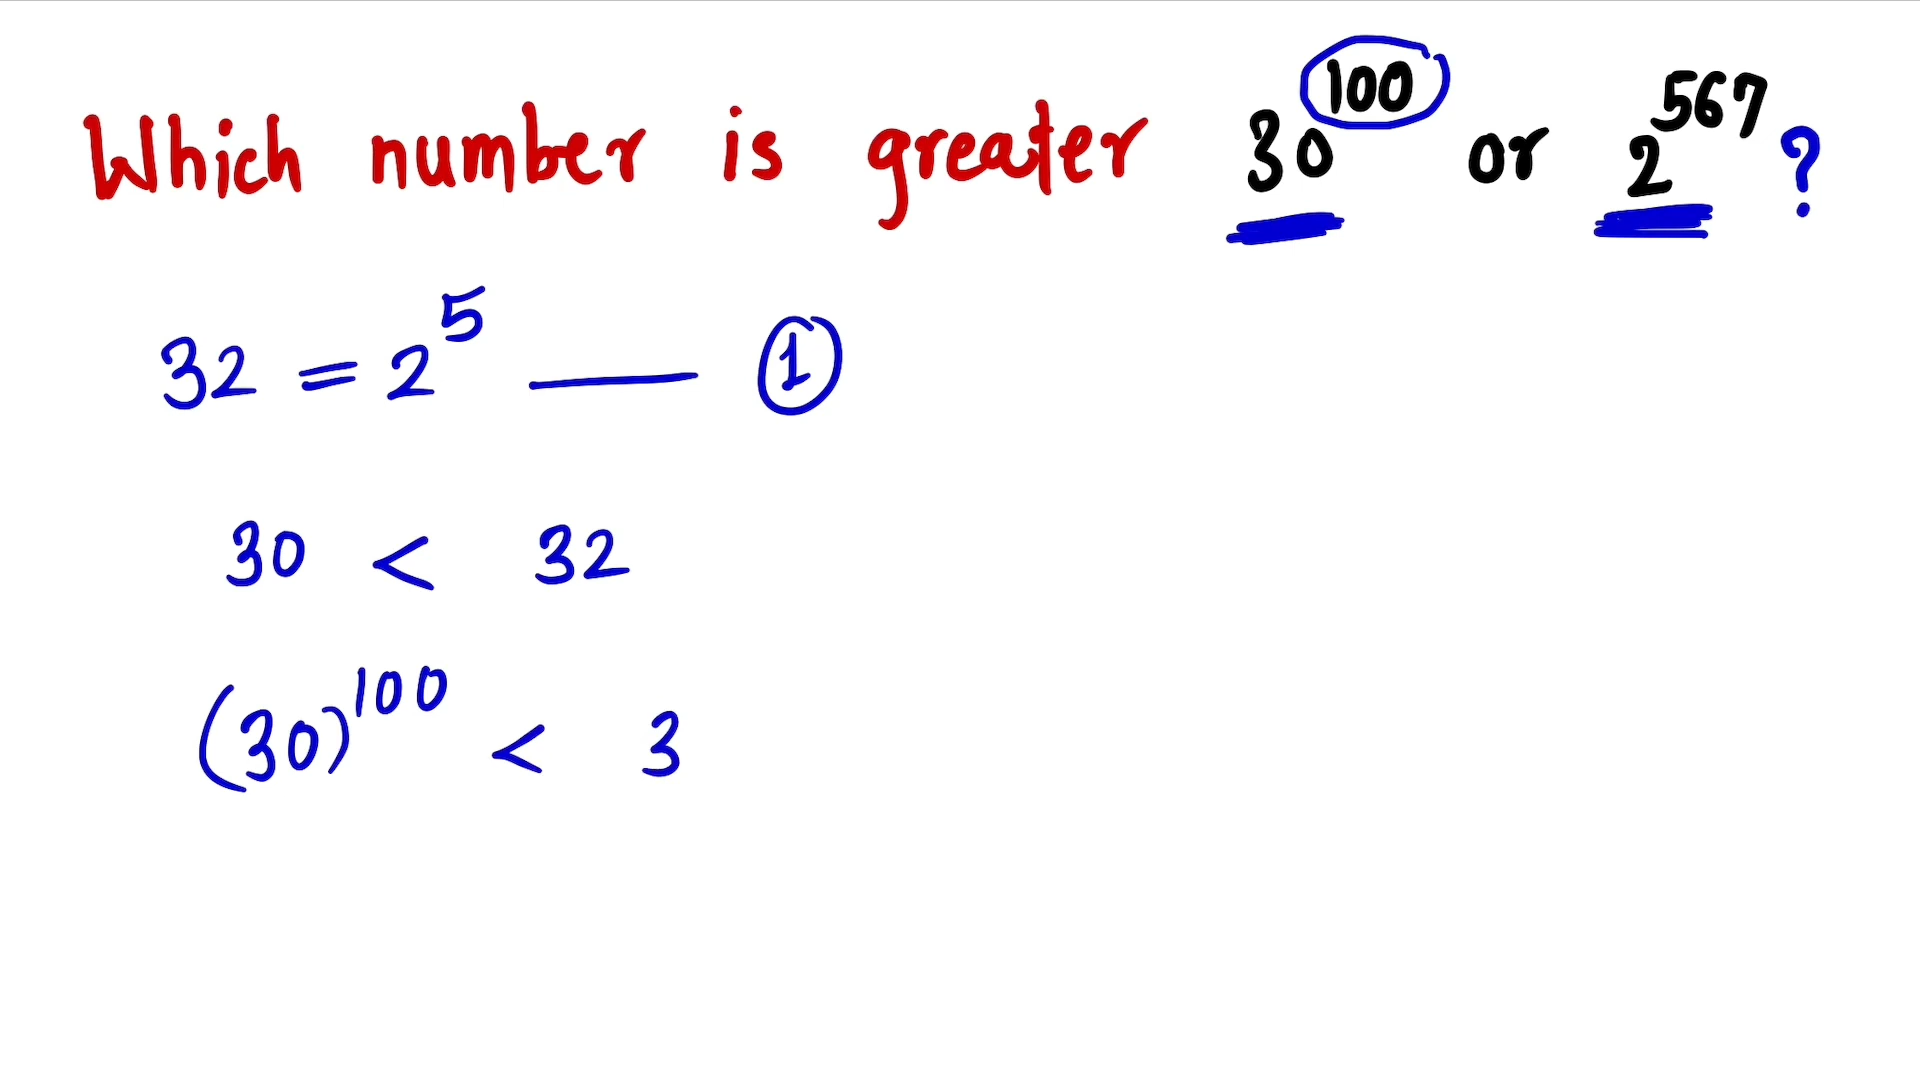 Which number is greater 30^100 or 2^567 ?
32 = 2^5 —— ①
30 < 32
(30)^100 < 3